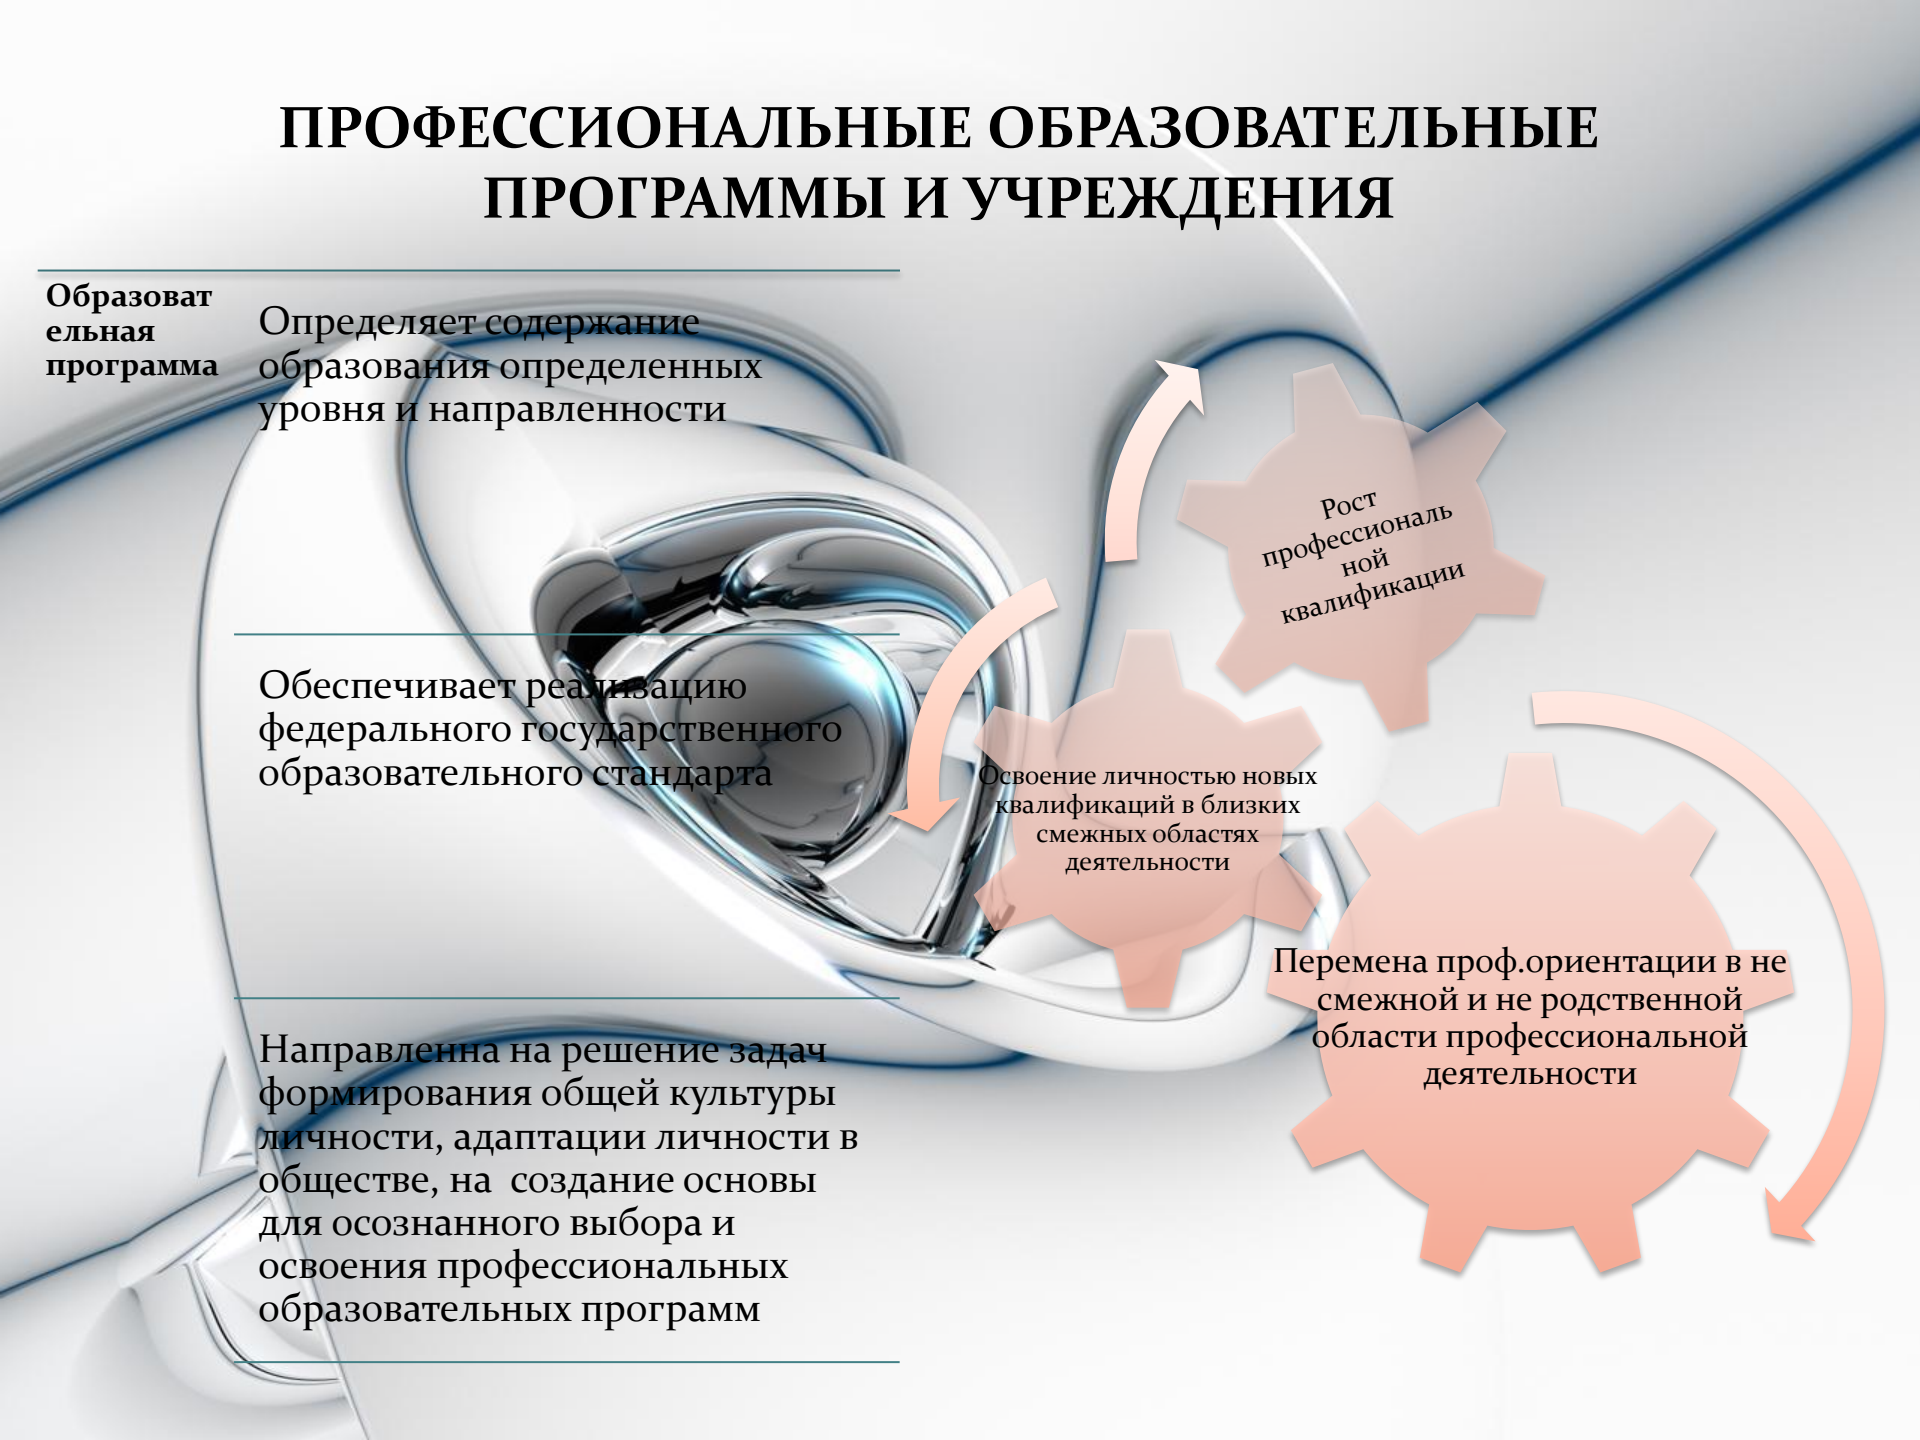 ПРОФЕССИОНАЛЬНЫЕ ОБРАЗОВАТЕЛЬНЫЕ
ПРОГРАММЫ И УЧРЕЖДЕНИЯ
Образоват
ельная
программа
Определяет содержание
образования определенных
уровня и направленности
Обеспечивает реализацию
федерального государственного
образовательного стандарта
Направленна на решение задач
формирования общей культуры
личности, адаптации личности в
обществе, на  создание основы
для осознанного выбора и
освоения профессиональных
образовательных программ
Рост
профессиональ
ной
квалификации
Освоение личностью новых
квалификаций в близких
смежных областях
деятельности
Перемена проф.ориентации в не
смежной и не родственной
области профессиональной
деятельности